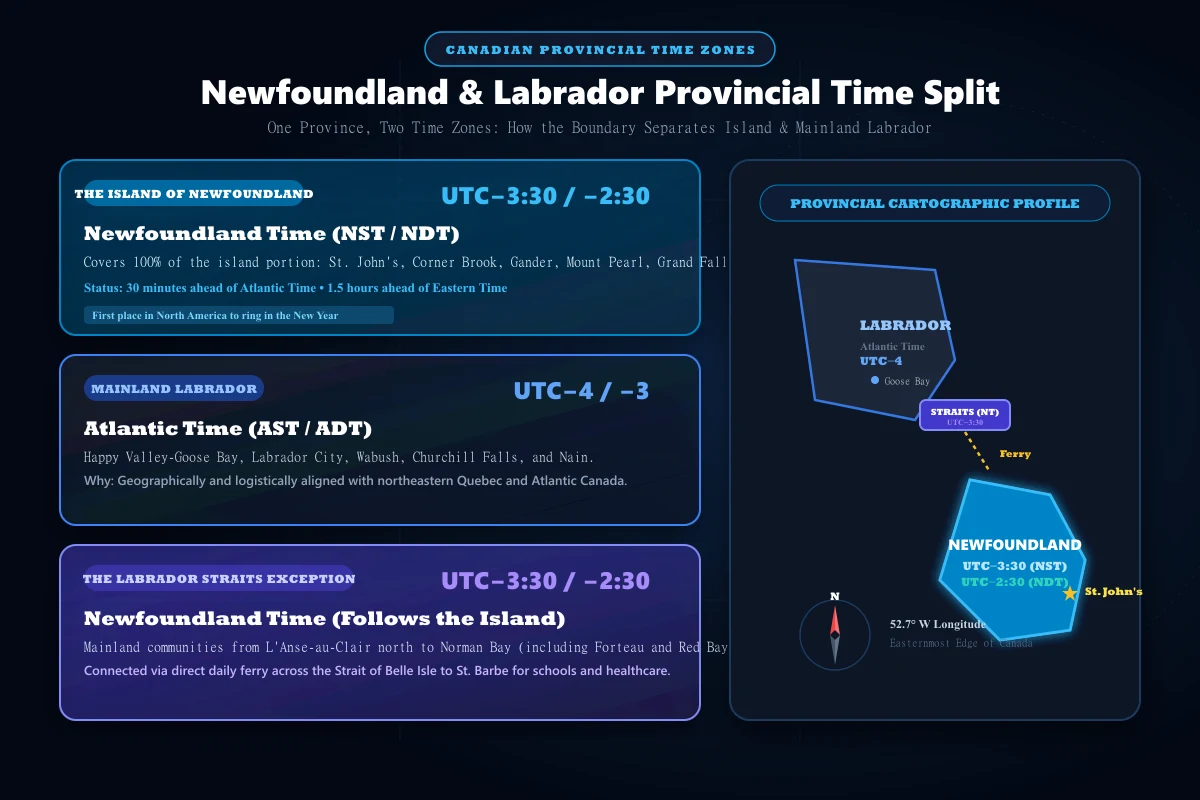 CANADIAN PROVINCIAL TIME ZONES
Newfoundland & Labrador Provincial Time Split
One Province, Two Time Zones: How the Boundary Separates Island & Mainland Labrador
THE ISLAND OF NEWFOUNDLAND
UTC−3:30 / −2:30
Newfoundland Time (NST / NDT)
Covers 100% of the island portion: St. John's, Corner Brook, Gander, Mount Pearl, Grand Fall
Status: 30 minutes ahead of Atlantic Time • 1.5 hours ahead of Eastern Time
First place in North America to ring in the New Year
MAINLAND LABRADOR
UTC−4 / −3
Atlantic Time (AST / ADT)
Happy Valley-Goose Bay, Labrador City, Wabush, Churchill Falls, and Nain.
Why: Geographically and logistically aligned with northeastern Quebec and Atlantic Canada.
THE LABRADOR STRAITS EXCEPTION
UTC−3:30 / −2:30
Newfoundland Time (Follows the Island)
Mainland communities from L'Anse-au-Clair north to Norman Bay (including Forteau and Red Bay
Connected via direct daily ferry across the Strait of Belle Isle to St. Barbe for schools and healthcare.
PROVINCIAL CARTOGRAPHIC PROFILE
LABRADOR
Atlantic Time
UTC−4
Goose Bay
STRAITS (NT)
UTC−3:30
Ferry
NEWFOUNDLAND
UTC−3:30 (NST)
UTC−2:30 (NDT)
St. John's
N
52.7° W Longitude
Easternmost Edge of Canada